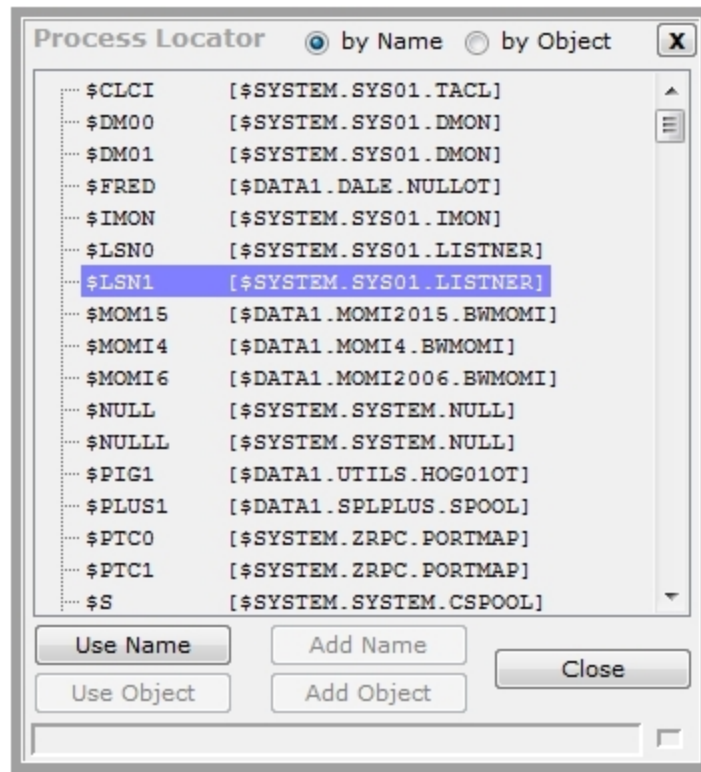 Process Locator by Name by Object X
$CLCI [$SYSTEM.SYS01.TACL]
$DM00 [$SYSTEM.SYS01.DMON]
$DM01 [$SYSTEM.SYS01.DMON]
$FRED [$DATA1.DALE.NULLOT]
$IMON [$SYSTEM.SYS01.IMON]
$LSN0 [$SYSTEM.SYS01.LISTNER]
$LSN1 [$SYSTEM.SYS01.LISTNER]
$MOM15 [$DATA1.MOMI2015.BWMOMI]
$MOMI4 [$DATA1.MOMI4.BWMOMI]
$MOMI6 [$DATA1.MOMI2006.BWMOMI]
$NULL [$SYSTEM.SYSTEM.NULL]
$NULLL [$SYSTEM.SYSTEM.NULL]
$PIG1 [$DATA1.UTILS.HOG01OT]
$PLUS1 [$DATA1.SPLPLUS.SPOOL]
$PTC0 [$SYSTEM.ZRPC.PORTMAP]
$PTC1 [$SYSTEM.ZRPC.PORTMAP]
$S [$SYSTEM.SYSTEM.CSPOOL]
Use Name Add Name
Close
Use Object Add Object